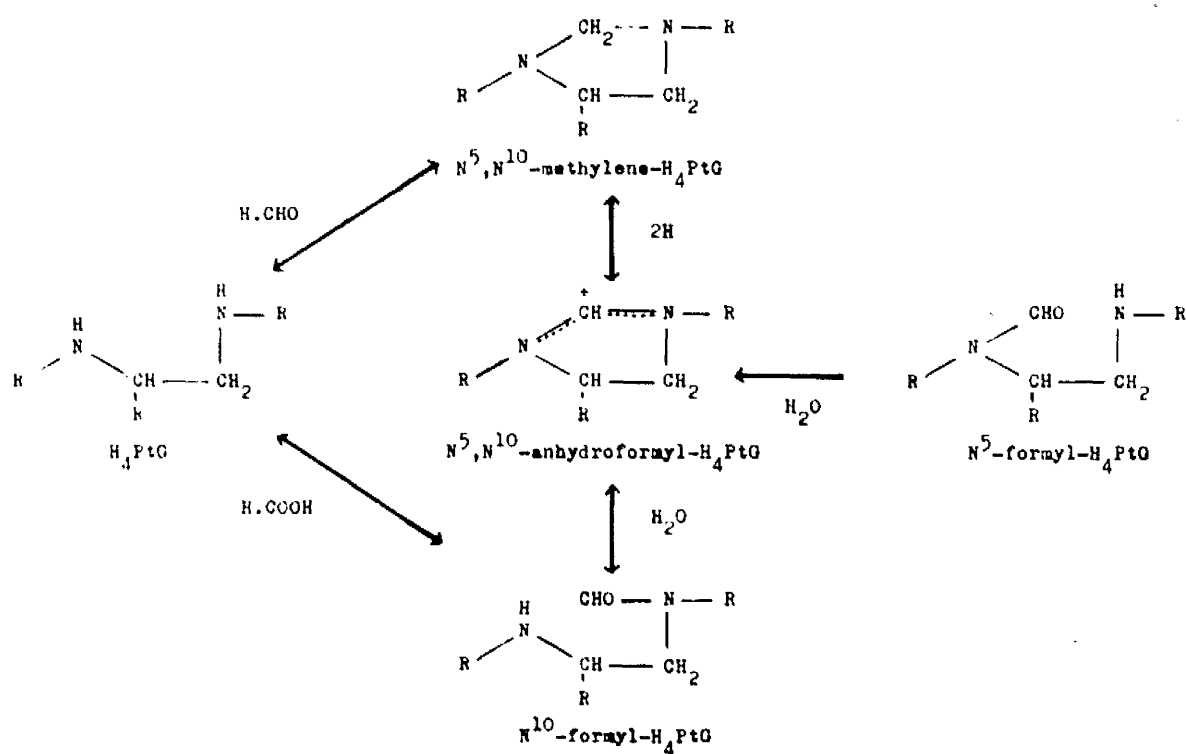 CH₂ N — R
N
R CH — CH₂
R
N⁵,N¹⁰-methylene-H₄PtG
H.CHO
2H
H
N — R
H
N
R CH — CH₂
R
H₄PtG
+
CH N — R
N
R CH — CH₂
R
N⁵,N¹⁰-anhydroformyl-H₄PtG
H₂O
H
CHO N — R
N
R CH — CH₂
R
N⁵-formyl-H₄PtG
H.COOH
H₂O
CHO — N — R
H
N
R CH — CH₂
R
N¹⁰-formyl-H₄PtG